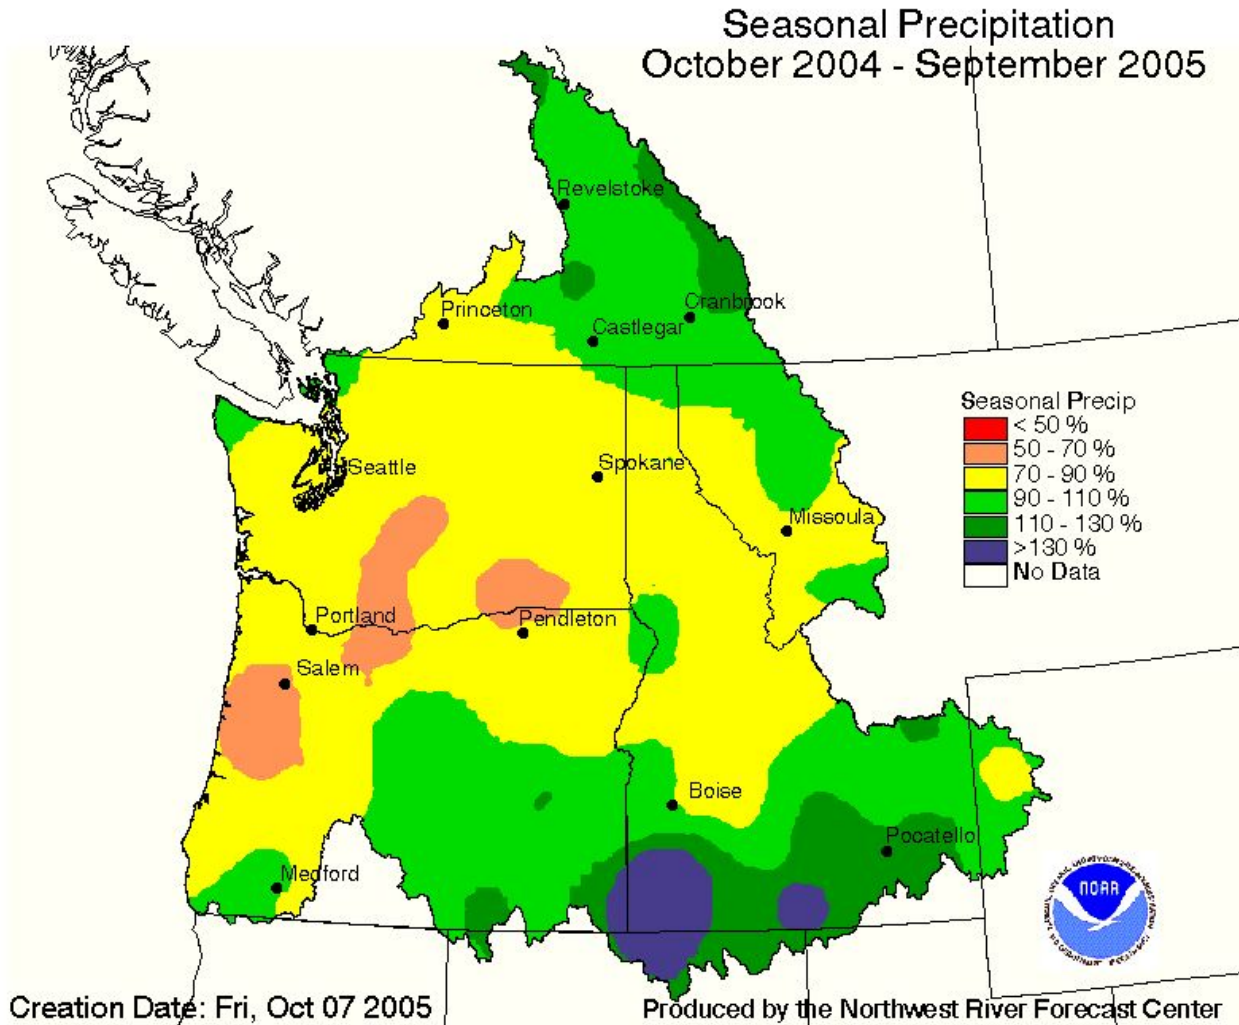 Seasonal Precipitation
October 2004 - September 2005
Revelstoke
Princeton
Cranbrook
Castlegar
Seasonal Precip
< 50 %
50 - 70 %
70 - 90 %
90 - 110 %
110 - 130 %
>130 %
No Data
Seattle
Spokane
Missoula
Portland
Pendleton
Salem
Boise
Pocatello
Medford
NOAA
Creation Date: Fri, Oct 07 2005
Produced by the Northwest River Forecast Center